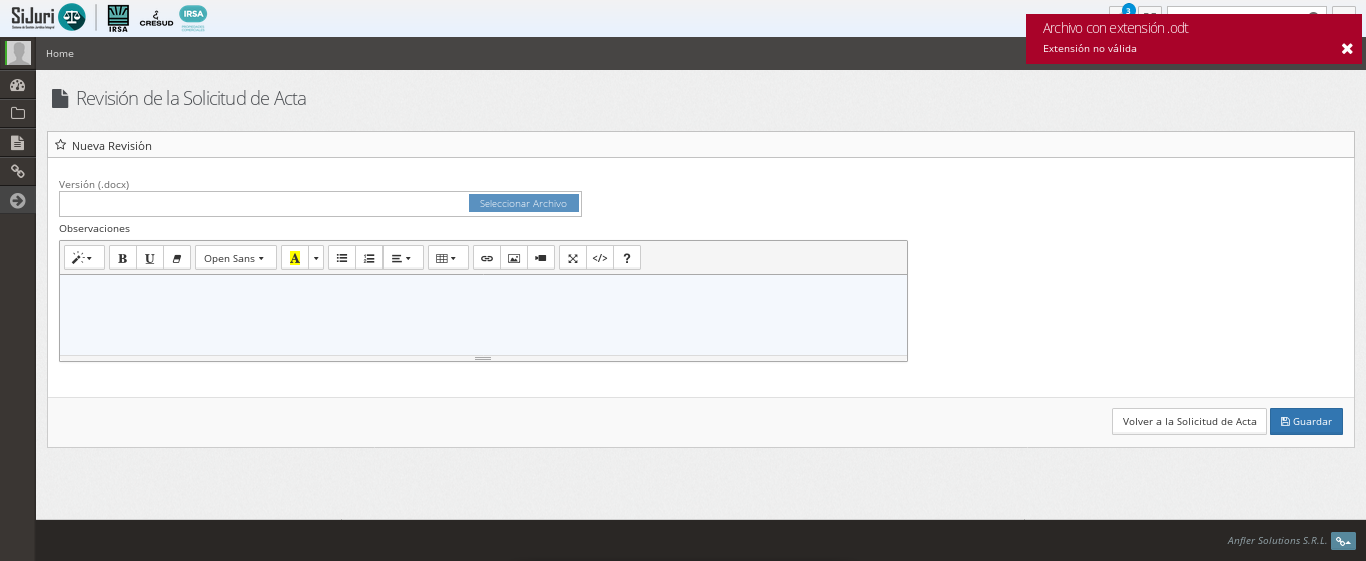 SiJuri
IRSA
CRESUD
IRSA
3
Archivo con extensión .odt
Extensión no válida
Home
Revisión de la Solicitud de Acta
Nueva Revisión
Versión (.docx)
Seleccionar Archivo
Observaciones
B U Open Sans A </> ?
Volver a la Solicitud de Acta Guardar
Anfler Solutions S.R.L.